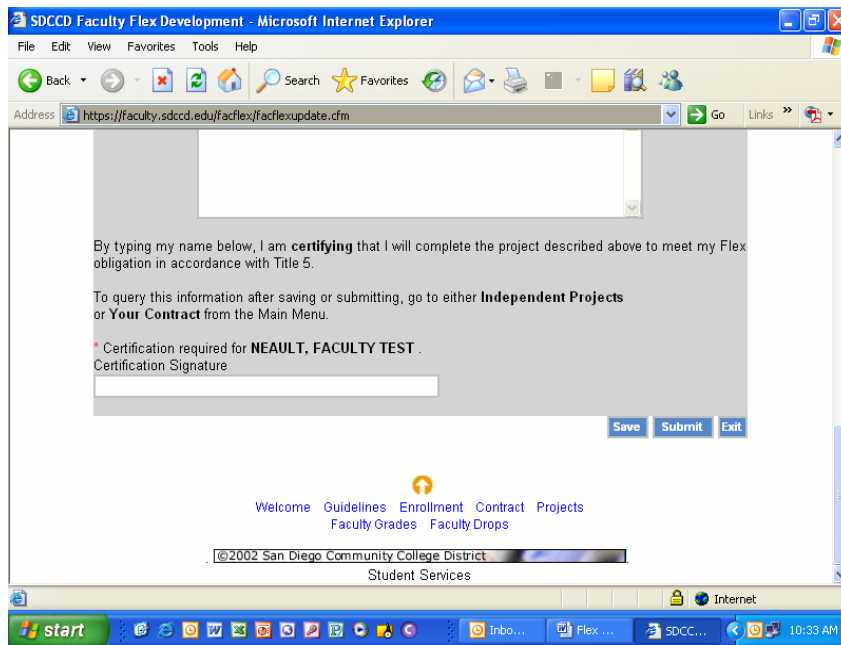 SDCCD Faculty Flex Development - Microsoft Internet Explorer
File Edit View Favorites Tools Help
Back Search Favorites
Address https://faculty.sdccd.edu/facflex/facflexupdate.cfm Go Links »
By typing my name below, I am certifying that I will complete the project described above to meet my Flex
obligation in accordance with Title 5.
To query this information after saving or submitting, go to either Independent Projects
or Your Contract from the Main Menu.
* Certification required for NEAULT, FACULTY TEST .
Certification Signature
Save Submit Exit
Welcome Guidelines Enrollment Contract Projects
Faculty Grades Faculty Drops
©2002 San Diego Community College District
Student Services
Internet
start Inbo... Flex ... SDCC... 10:33 AM